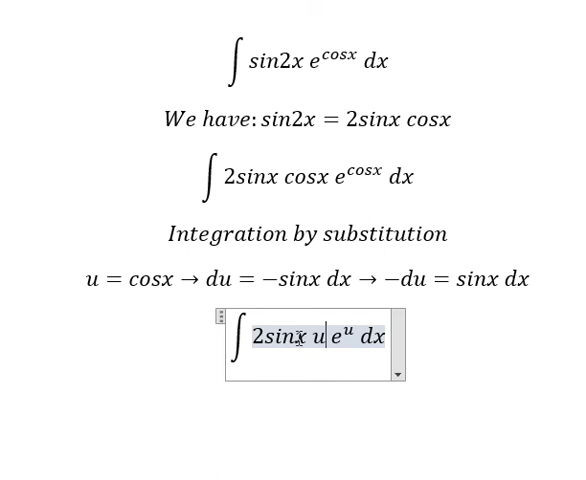 ∫ sin2x e^cosx dx
We have: sin2x = 2sinx cosx
∫ 2sinx cosx e^cosx dx
Integration by substitution
u = cosx → du = −sinx dx → −du = sinx dx
∫ 2sinx u e^u dx